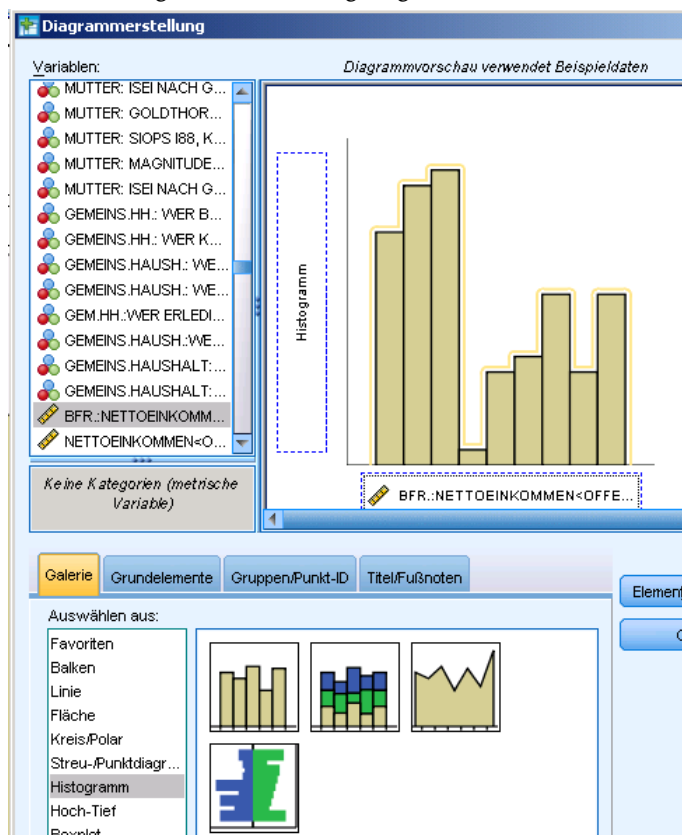 Diagrammerstellung
Variablen:
Diagrammvorschau verwendet Beispieldaten
MUTTER: ISEI NACH G...
MUTTER: GOLDTHOR...
MUTTER: SIOPS I88, K...
MUTTER: MAGNITUDE...
MUTTER: ISEI NACH G...
GEMEINS.HH.: WER B...
GEMEINS.HH.: WER K...
GEMEINS.HAUSH.: WE...
GEMEINS.HAUSH.: WE...
GEM.HH.:WER ERLEDI...
GEMEINS.HAUSH.:WE...
GEMEINS.HAUSHALT:...
GEMEINS.HAUSHALT:...
BFR.:NETTOEINKOMM...
NETTOEINKOMMEN<O...
Keine Kategorien (metrische
Variable)
Histogramm
BFR.:NETTOEINKOMMEN<OFFE...
Galerie
Grundelemente
Gruppen/Punkt-ID
Titel/Fußnoten
Auswählen aus:
Favoriten
Balken
Linie
Fläche
Kreis/Polar
Streu-/Punktdiagr...
Histogramm
Hoch-Tief
Boxplot
Element